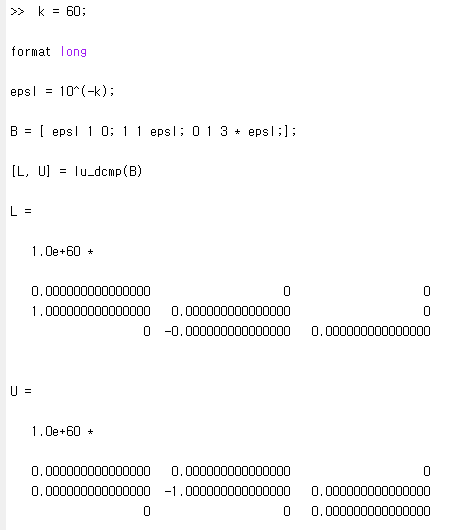 >> k = 60;
format long
epsl = 10^(-k);
B = [ epsl 1 0; 1 1 epsl; 0 1 3 * epsl;];
[L, U] = lu_dcmp(B)
L =
1.0e+60 *
0.000000000000000 0 0
1.000000000000000 0.000000000000000 0
0 -0.000000000000000 0.000000000000000
U =
1.0e+60 *
0.000000000000000 0.000000000000000 0
0.000000000000000 -1.000000000000000 0.000000000000000
0 0 0.000000000000000